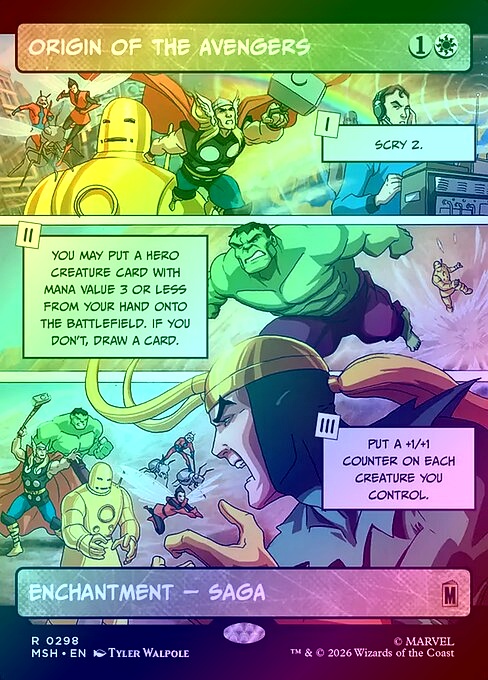 ORIGIN OF THE AVENGERS 1
I
SCRY 2.
II
YOU MAY PUT A HERO
CREATURE CARD WITH
MANA VALUE 3 OR LESS
FROM YOUR HAND ONTO
THE BATTLEFIELD. IF YOU
DON'T, DRAW A CARD.
III
PUT A +1/+1
COUNTER ON EACH
CREATURE YOU
CONTROL.
ENCHANTMENT – SAGA M
R 0298
MSH • EN TYLER WALPOLE
© MARVEL
™ & © 2026 Wizards of the Coast